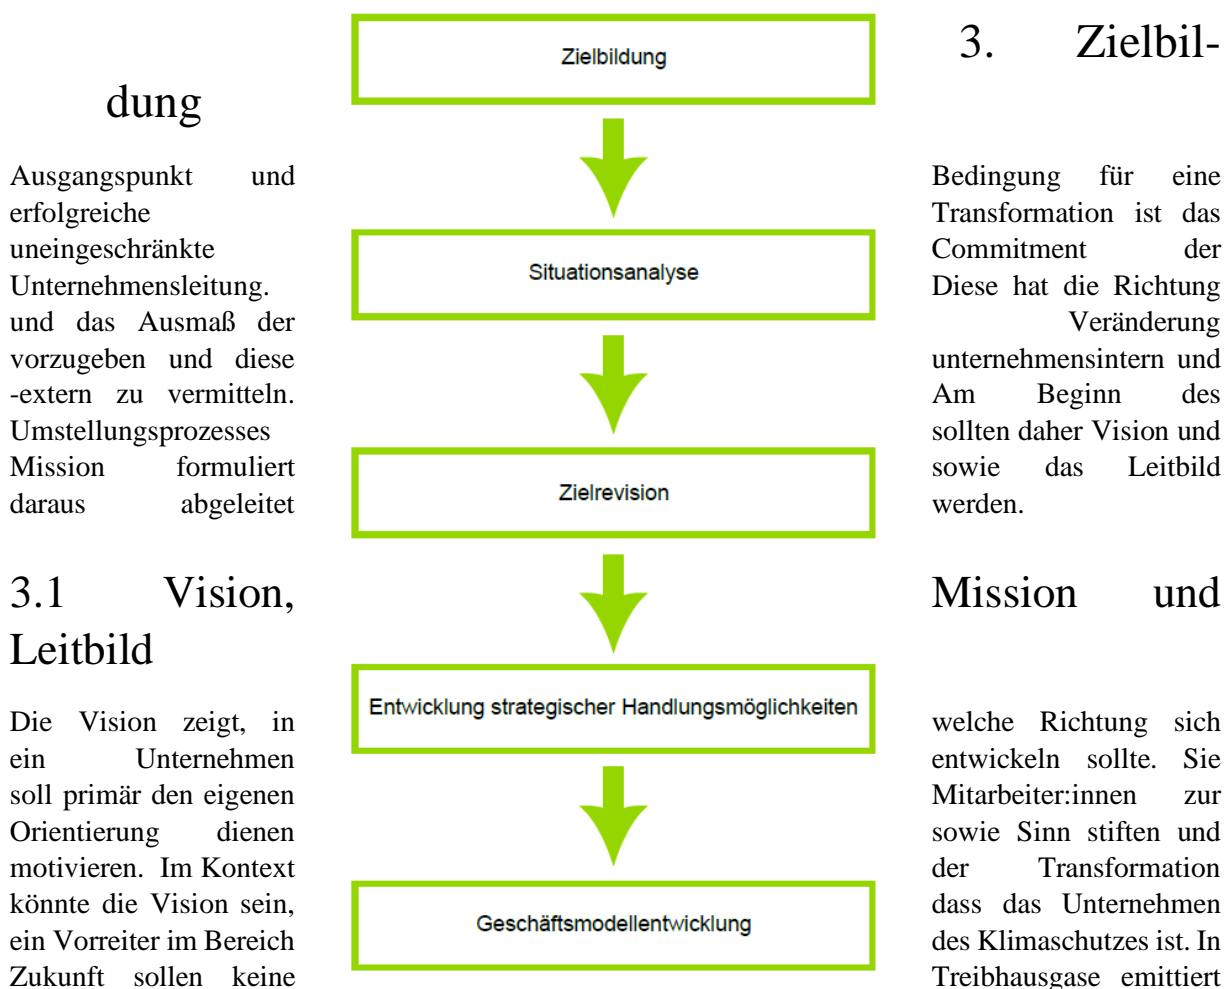 3. Zielbil-
dung
Ausgangspunkt und Bedingung für eine
erfolgreiche Transformation ist das
uneingeschränkte Commitment der
Unternehmensleitung. Diese hat die Richtung
und das Ausmaß der Veränderung
vorzugeben und diese unternehmensintern und
-extern zu vermitteln. Am Beginn des
Umstellungsprozesses sollten daher Vision und
Mission formuliert sowie das Leitbild
daraus abgeleitet werden.
3.1 Vision, Mission und
Leitbild
Die Vision zeigt, in welche Richtung sich
ein Unternehmen entwickeln sollte. Sie
soll primär den eigenen Mitarbeiter:innen zur
Orientierung dienen sowie Sinn stiften und
motivieren. Im Kontext der Transformation
könnte die Vision sein, dass das Unternehmen
ein Vorreiter im Bereich des Klimaschutzes ist. In
Zukunft sollen keine Treibhausgase emittiert
Zielbildung
Situationsanalyse
Zielrevision
Entwicklung strategischer Handlungsmöglichkeiten
Geschäftsmodellentwicklung